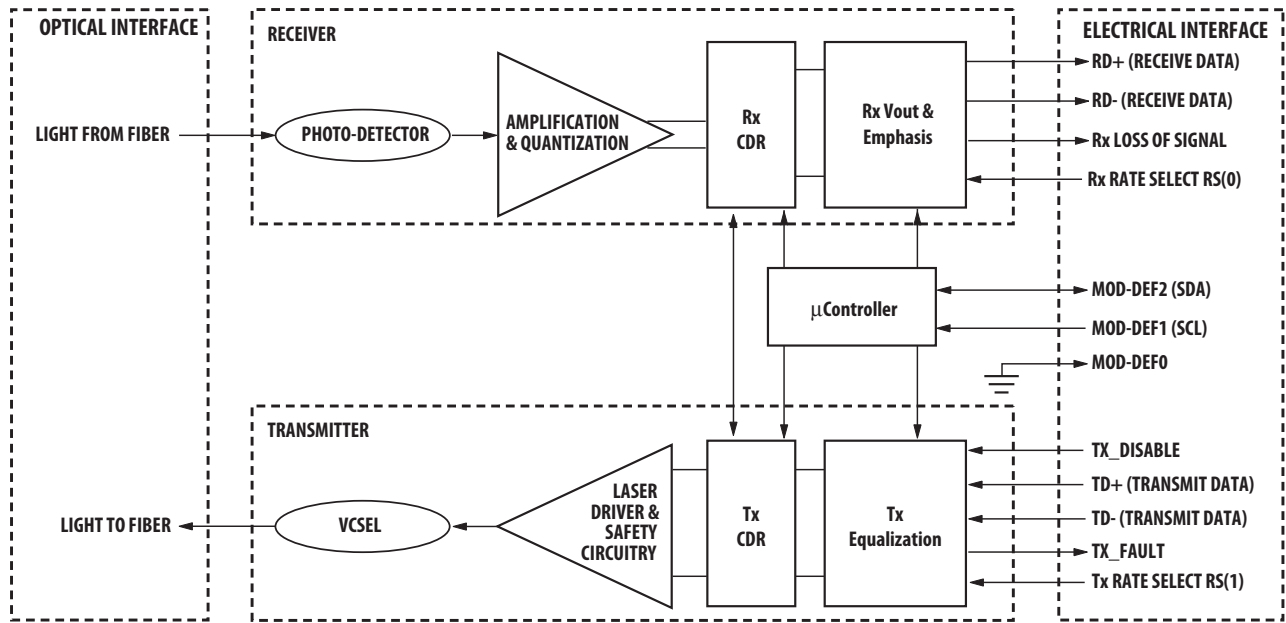 OPTICAL INTERFACE
RECEIVER
ELECTRICAL INTERFACE
LIGHT FROM FIBER
PHOTO-DETECTOR
AMPLIFICATION
& QUANTIZATION
Rx
CDR
Rx Vout &
Emphasis
RD+ (RECEIVE DATA)
RD- (RECEIVE DATA)
Rx LOSS OF SIGNAL
Rx RATE SELECT RS(0)
µController
MOD-DEF2 (SDA)
MOD-DEF1 (SCL)
MOD-DEF0
TRANSMITTER
LIGHT TO FIBER
VCSEL
LASER
DRIVER &
SAFETY
CIRCUITRY
Tx
CDR
Tx
Equalization
TX_DISABLE
TD+ (TRANSMIT DATA)
TD- (TRANSMIT DATA)
TX_FAULT
Tx RATE SELECT RS(1)